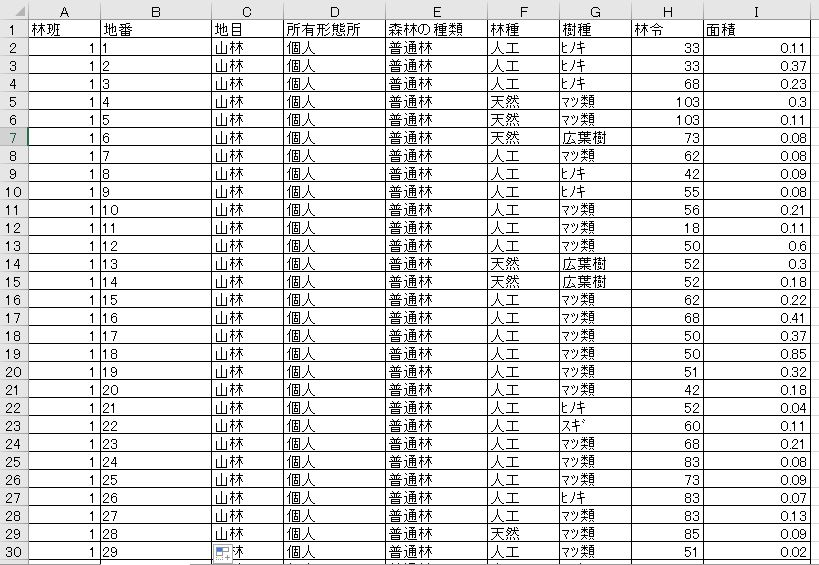 A B C D E F G H I
1 林班 地番 地目 所有形態所 森林の種類 林種 樹種 林令 面積
2 1 1 山林 個人 普通林 人工 ﾋﾉｷ 33 0.11
3 1 2 山林 個人 普通林 人工 ﾋﾉｷ 33 0.37
4 1 3 山林 個人 普通林 人工 ﾋﾉｷ 68 0.23
5 1 4 山林 個人 普通林 天然 ﾏﾂ類 103 0.3
6 1 5 山林 個人 普通林 天然 ﾏﾂ類 103 0.11
7 1 6 山林 個人 普通林 天然 広葉樹 73 0.08
8 1 7 山林 個人 普通林 人工 ﾏﾂ類 62 0.08
9 1 8 山林 個人 普通林 人工 ﾋﾉｷ 42 0.09
10 1 9 山林 個人 普通林 人工 ﾋﾉｷ 55 0.08
11 1 10 山林 個人 普通林 人工 ﾏﾂ類 56 0.21
12 1 11 山林 個人 普通林 人工 ﾏﾂ類 18 0.11
13 1 12 山林 個人 普通林 人工 ﾏﾂ類 50 0.6
14 1 13 山林 個人 普通林 天然 広葉樹 52 0.3
15 1 14 山林 個人 普通林 天然 広葉樹 52 0.18
16 1 15 山林 個人 普通林 人工 ﾏﾂ類 62 0.22
17 1 16 山林 個人 普通林 人工 ﾏﾂ類 68 0.41
18 1 17 山林 個人 普通林 人工 ﾏﾂ類 50 0.37
19 1 18 山林 個人 普通林 人工 ﾏﾂ類 50 0.85
20 1 19 山林 個人 普通林 人工 ﾏﾂ類 51 0.32
21 1 20 山林 個人 普通林 人工 ﾏﾂ類 42 0.18
22 1 21 山林 個人 普通林 人工 ﾋﾉｷ 52 0.04
23 1 22 山林 個人 普通林 人工 ｽｷﾞ 60 0.11
24 1 23 山林 個人 普通林 人工 ﾏﾂ類 68 0.21
25 1 24 山林 個人 普通林 人工 ﾏﾂ類 83 0.08
26 1 25 山林 個人 普通林 人工 ﾏﾂ類 73 0.09
27 1 26 山林 個人 普通林 人工 ﾋﾉｷ 83 0.07
28 1 27 山林 個人 普通林 人工 ﾏﾂ類 83 0.13
29 1 28 山林 個人 普通林 天然 ﾏﾂ類 85 0.09
30 1 29 林 個人 普通林 人工 ﾏﾂ類 51 0.02